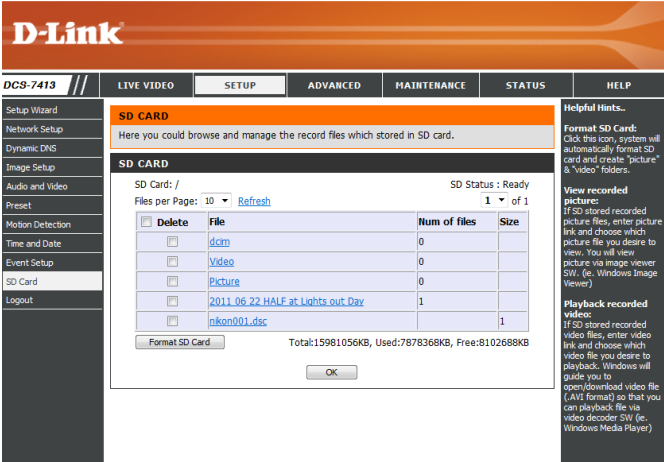 D-Link
DCS-7413 // LIVE VIDEO SETUP ADVANCED MAINTENANCE STATUS HELP
Setup Wizard
Network Setup
Dynamic DNS
Image Setup
Audio and Video
Preset
Motion Detection
Time and Date
Event Setup
SD Card
Logout
SD CARD
Here you could browse and manage the record files which stored in SD card.
SD CARD
SD Card: / SD Status : Ready
Files per Page: 10 Refresh 1 of 1
Delete File Num of files Size
dcim 0
Video 0
Picture 0
2011 06 22 HALF at Lights out Day 1
nikon001.dsc 1
Format SD Card Total:15981056KB, Used:7878368KB, Free:8102688KB
OK
Helpful Hints..
Format SD Card:
Click this icon, system will
automatically format SD
card and create "picture"
& "video" folders.
View recorded
picture:
If SD stored recorded
picture files, enter picture
link and choose which
picture file you desire to
view. You will view
picture via image viewer
SW. (ie. Windows Image
Viewer)
Playback recorded
video:
If SD stored recorded
video files, enter video
link and choose which
video file you desire to
playback. Windows will
guide you to
open/download video file
(.AVI format) so that you
can playback file via
video decoder SW (ie.
Windows Media Player)